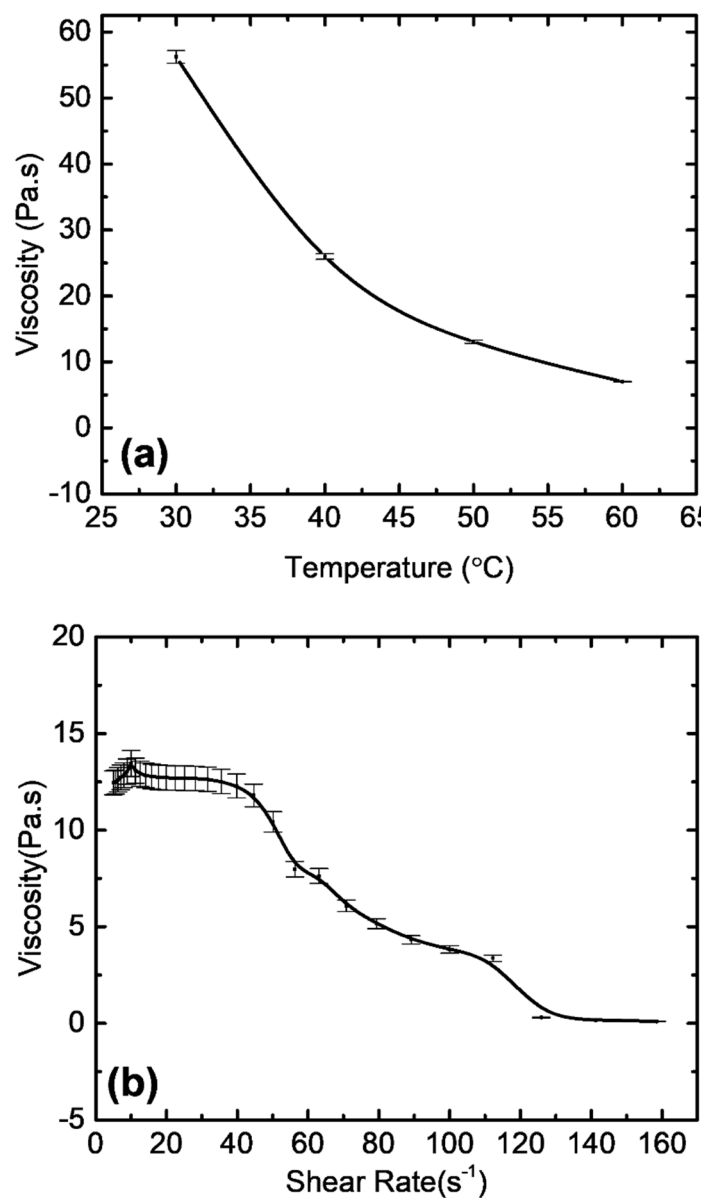 60
50
40
30
20
10
0
-10
Viscosity (Pa.s)
(a)
25 30 35 40 45 50 55 60 65
Temperature (°C)
20
15
10
5
0
-5
Viscosity(Pa.s)
(b)
0 20 40 60 80 100 120 140 160
Shear Rate(s⁻¹)